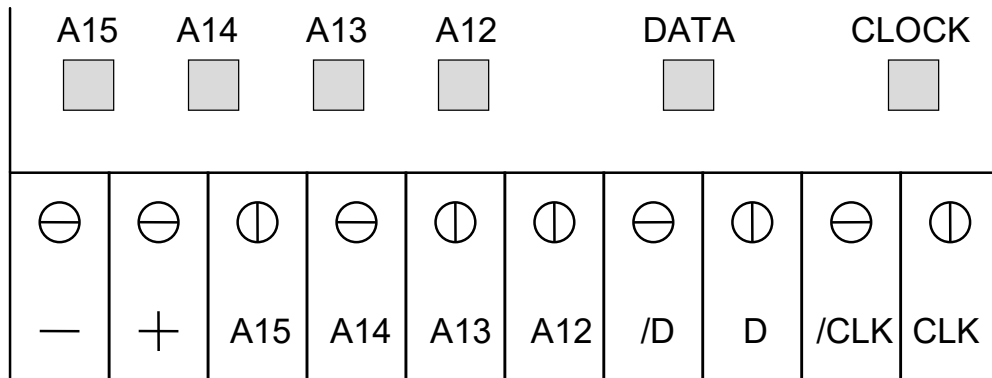 A15 A14 A13 A12 DATA CLOCK
— + A15 A14 A13 A12 /D D /CLK CLK